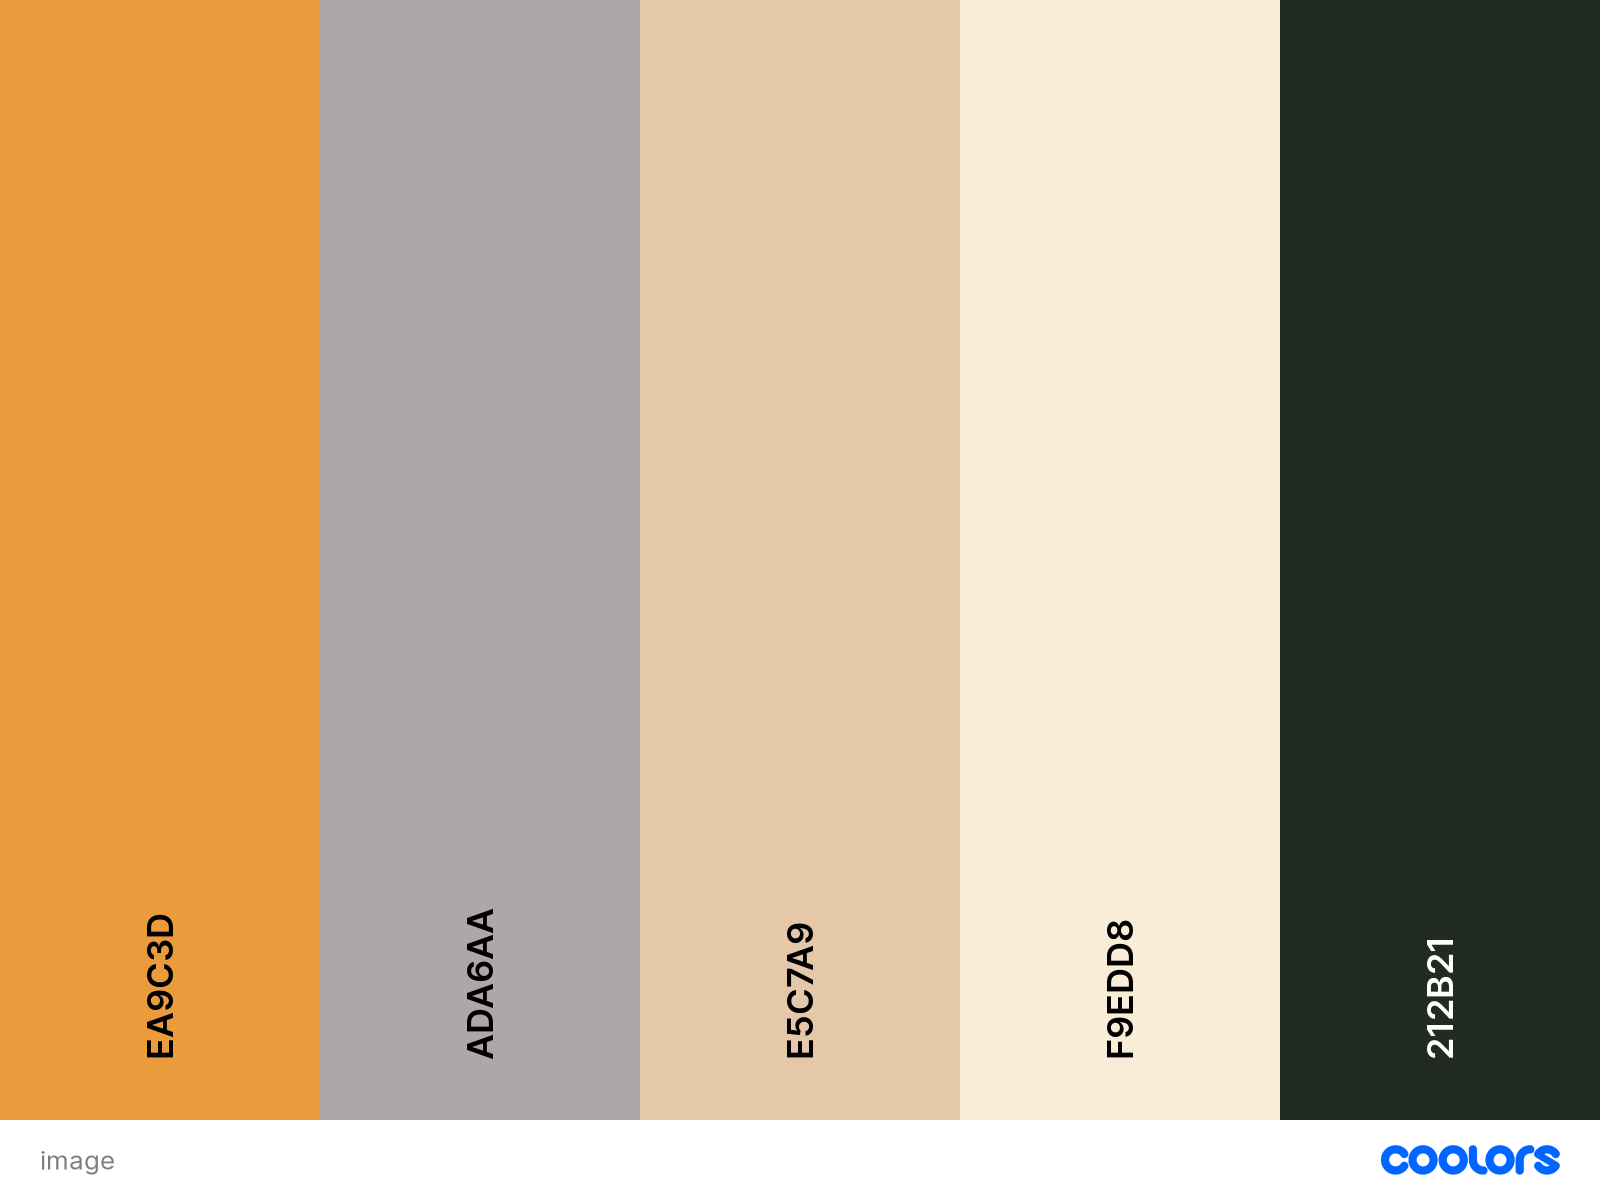 EA9C3D
ADA6AA
E5C7A9
F9EDD8
212B21
image
coolors